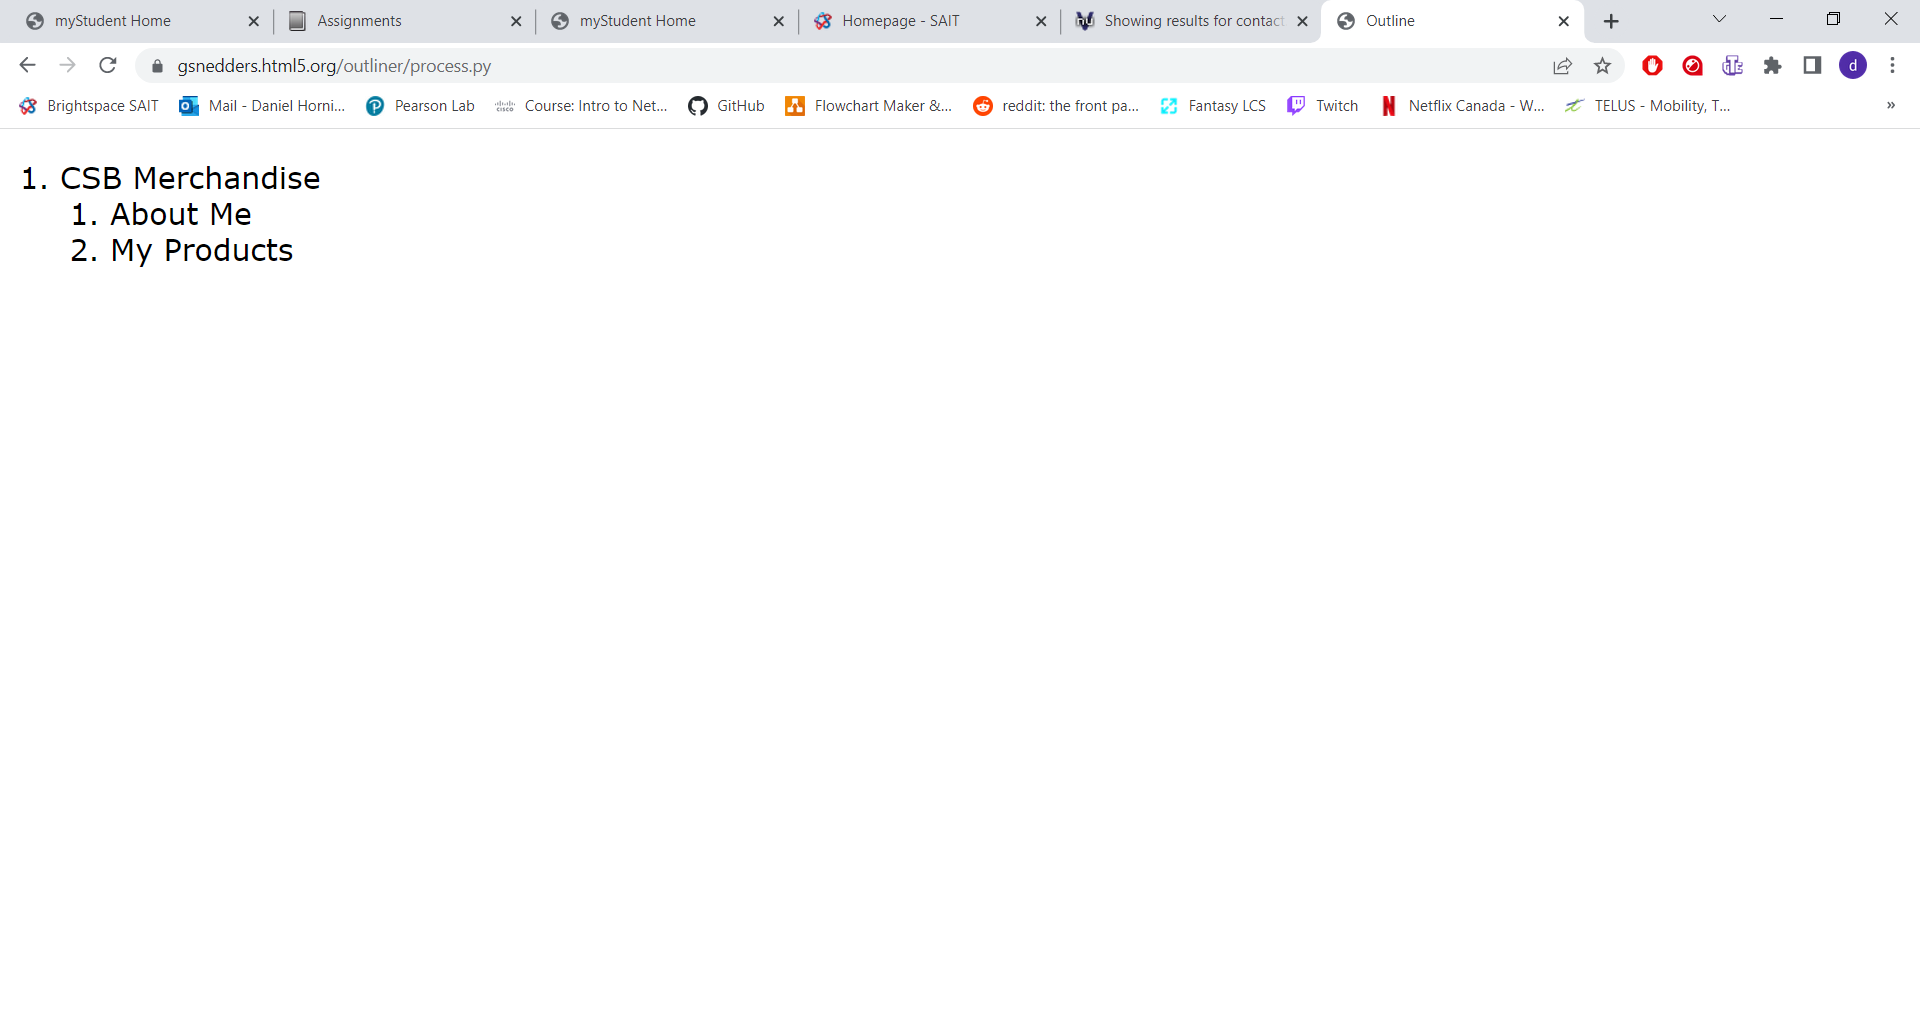 myStudent Home
Assignments
myStudent Home
Homepage - SAIT
Showing results for contact
Outline
gsnedders.html5.org/outliner/process.py
d
Brightspace SAIT
Mail - Daniel Horni...
Pearson Lab
Course: Intro to Net...
GitHub
Flowchart Maker &...
reddit: the front pa...
Fantasy LCS
Twitch
Netflix Canada - W...
TELUS - Mobility, T...
»
1. CSB Merchandise
1. About Me
2. My Products